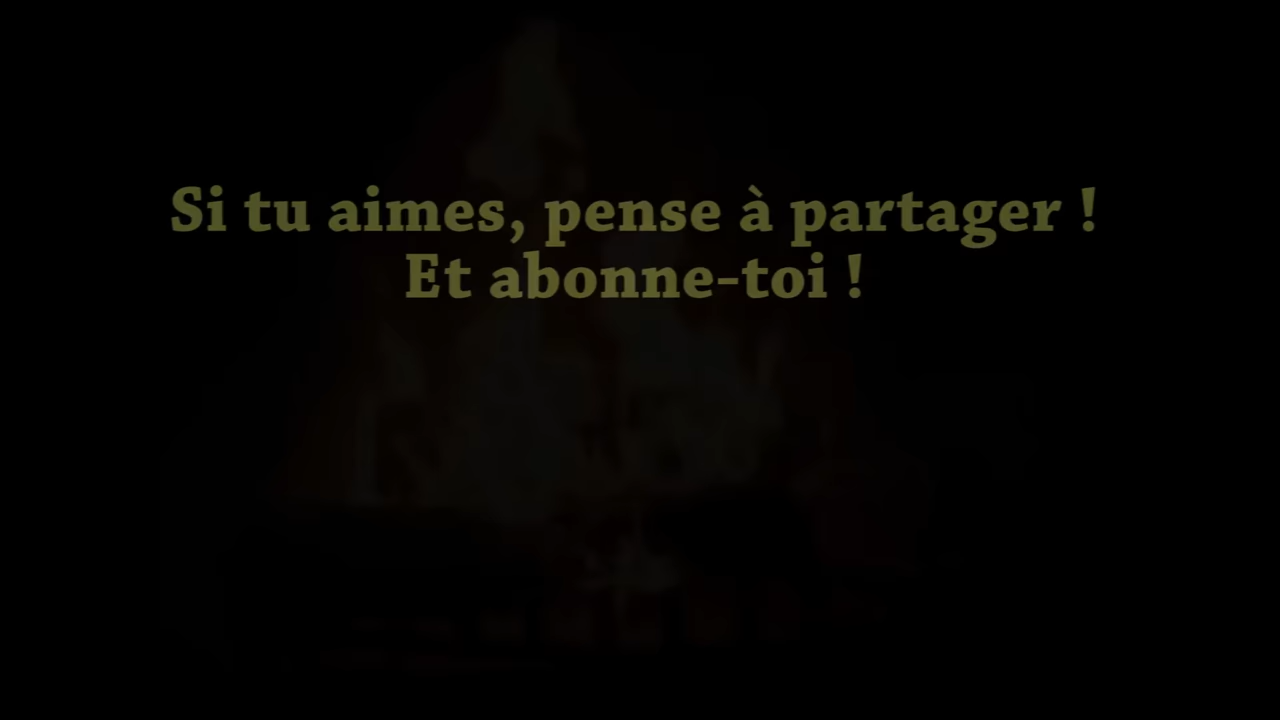 Si tu aimes, pense à partager !
Et abonne-toi !